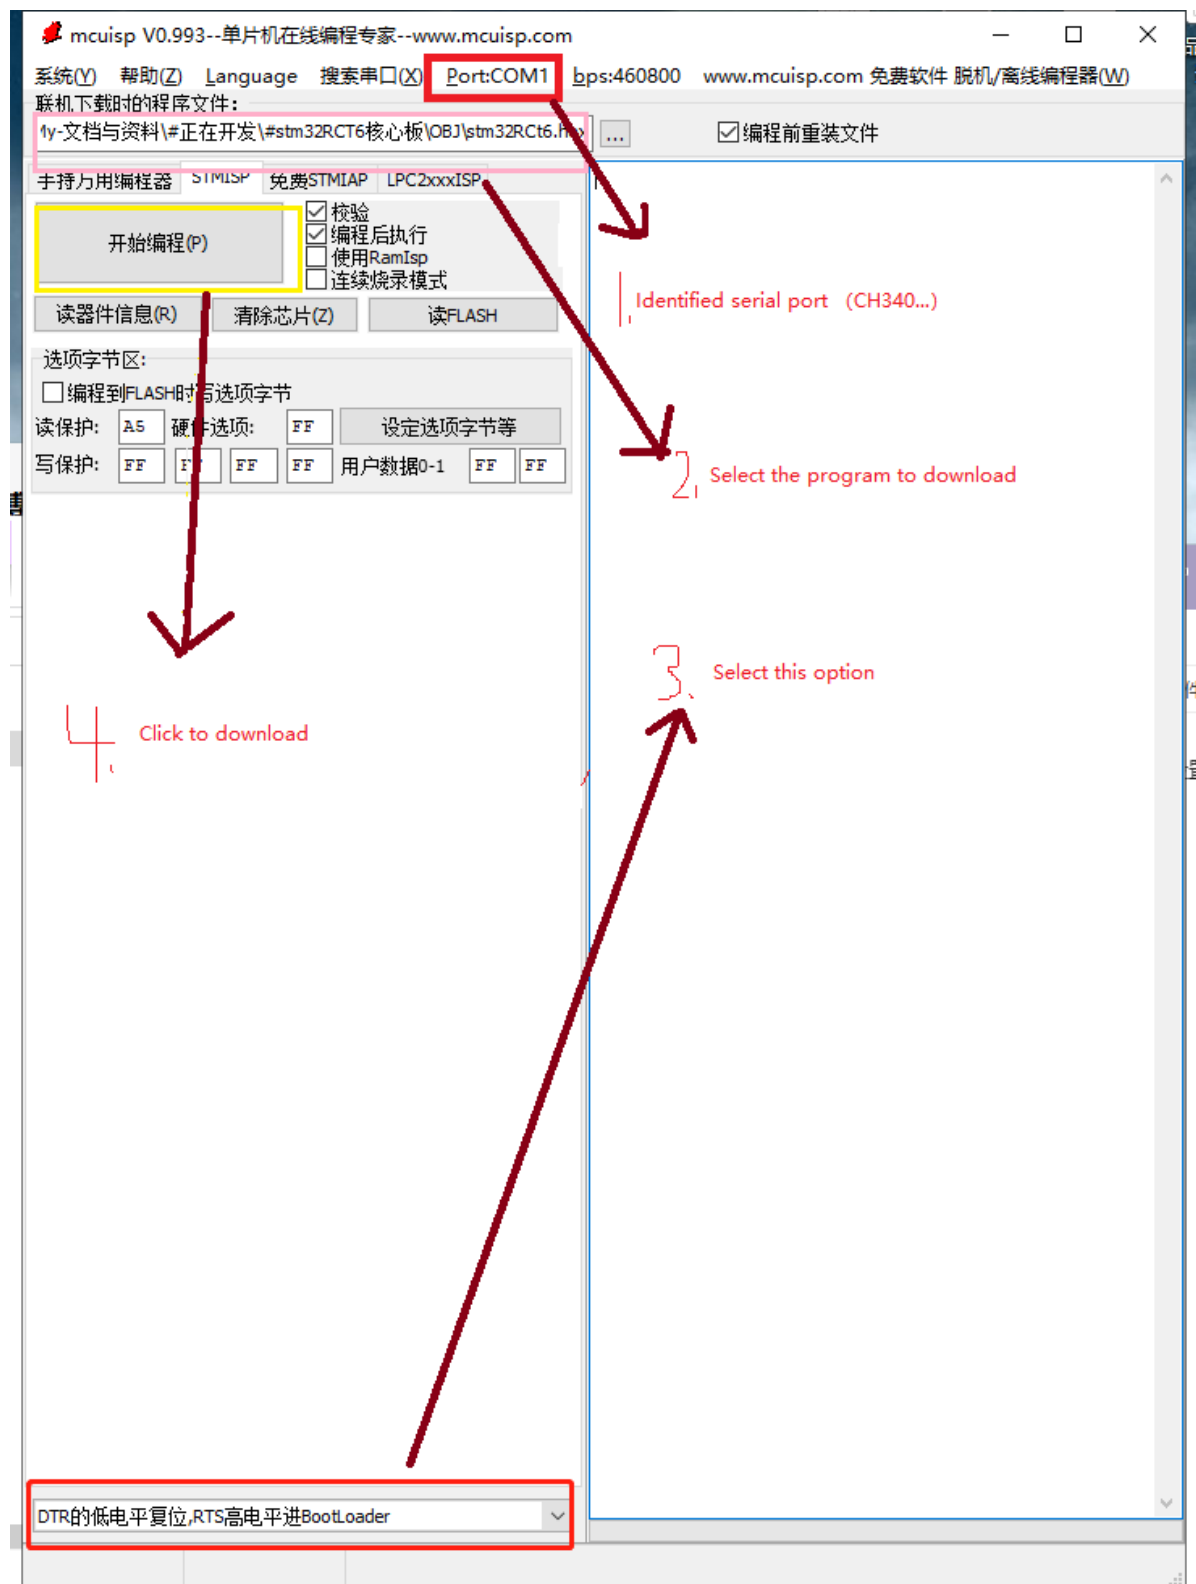 mcuisp V0.993--单片机在线编程专家--www.mcuisp.com
系统(Y) 帮助(Z) Language 搜索串口(X) Port:COM1 bps:460800 www.mcuisp.com 免费软件 脱机/离线编程器(W)
联机下载时的程序文件:
My-文档与资料\#正在开发\#stm32RCT6核心板\OBJ\stm32RCt6.hex ... 编程前重装文件
手持万用编程器 STMISP 免费STMIAP LPC2xxxISP
开始编程(P)
校验
编程后执行
使用RamIsp
连续烧录模式
读器件信息(R) 清除芯片(Z) 读FLASH
1. Identified serial port （CH340...）
选项字节区:
编程到FLASH时写选项字节
读保护: A5 硬件选项: FF 设定选项字节等
写保护: FF FF FF FF 用户数据0-1 FF FF
2. Select the program to download
3. Select this option
4. Click to download
DTR的低电平复位,RTS高电平进BootLoader